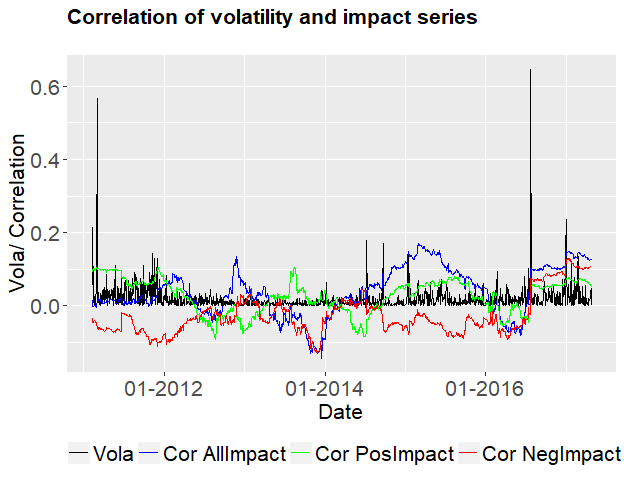 Correlation of volatility and impact series
Vola/ Correlation
0.6
0.4
0.2
0.0
01-2012 01-2014 01-2016
Date
Vola Cor AllImpact Cor PosImpact Cor NegImpact